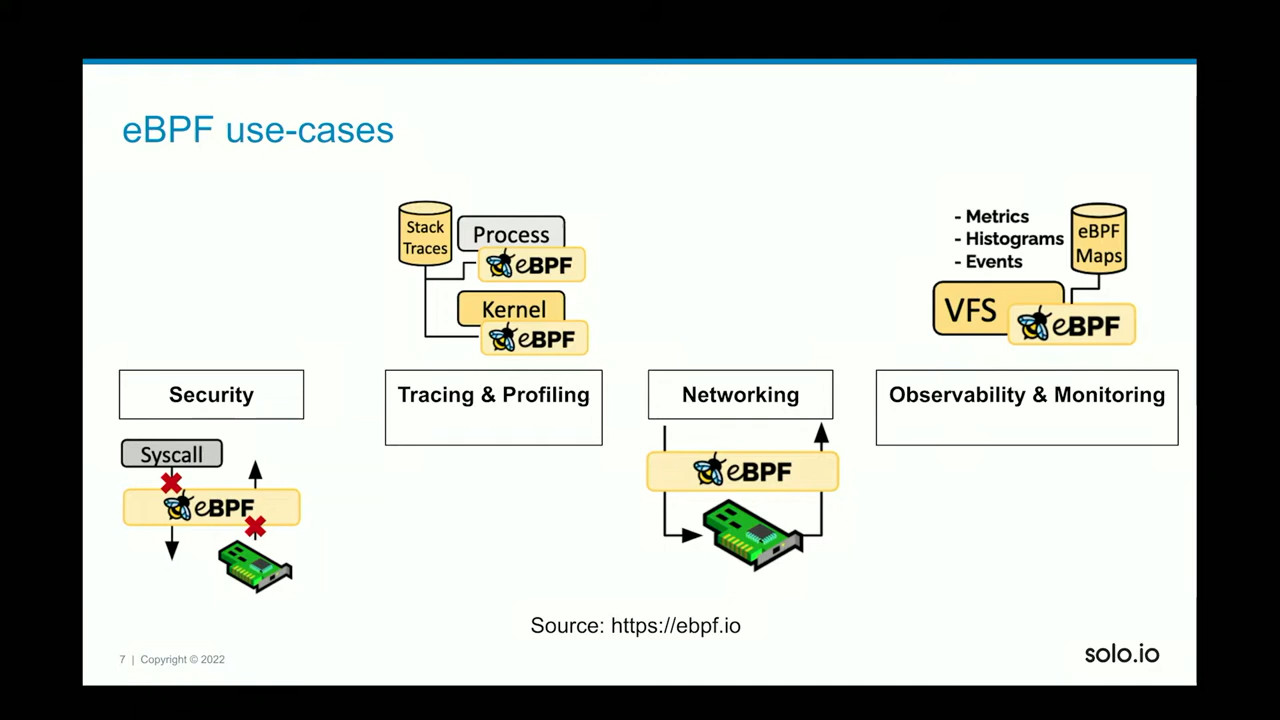 eBPF use-cases
Stack
Traces
Process
eBPF
Kernel
eBPF
- Metrics
- Histograms
- Events
eBPF
Maps
VFS
eBPF
Security
Tracing & Profiling
Networking
Observability & Monitoring
Syscall
eBPF
eBPF
Source: https://ebpf.io
7 | Copyright © 2022
solo.io